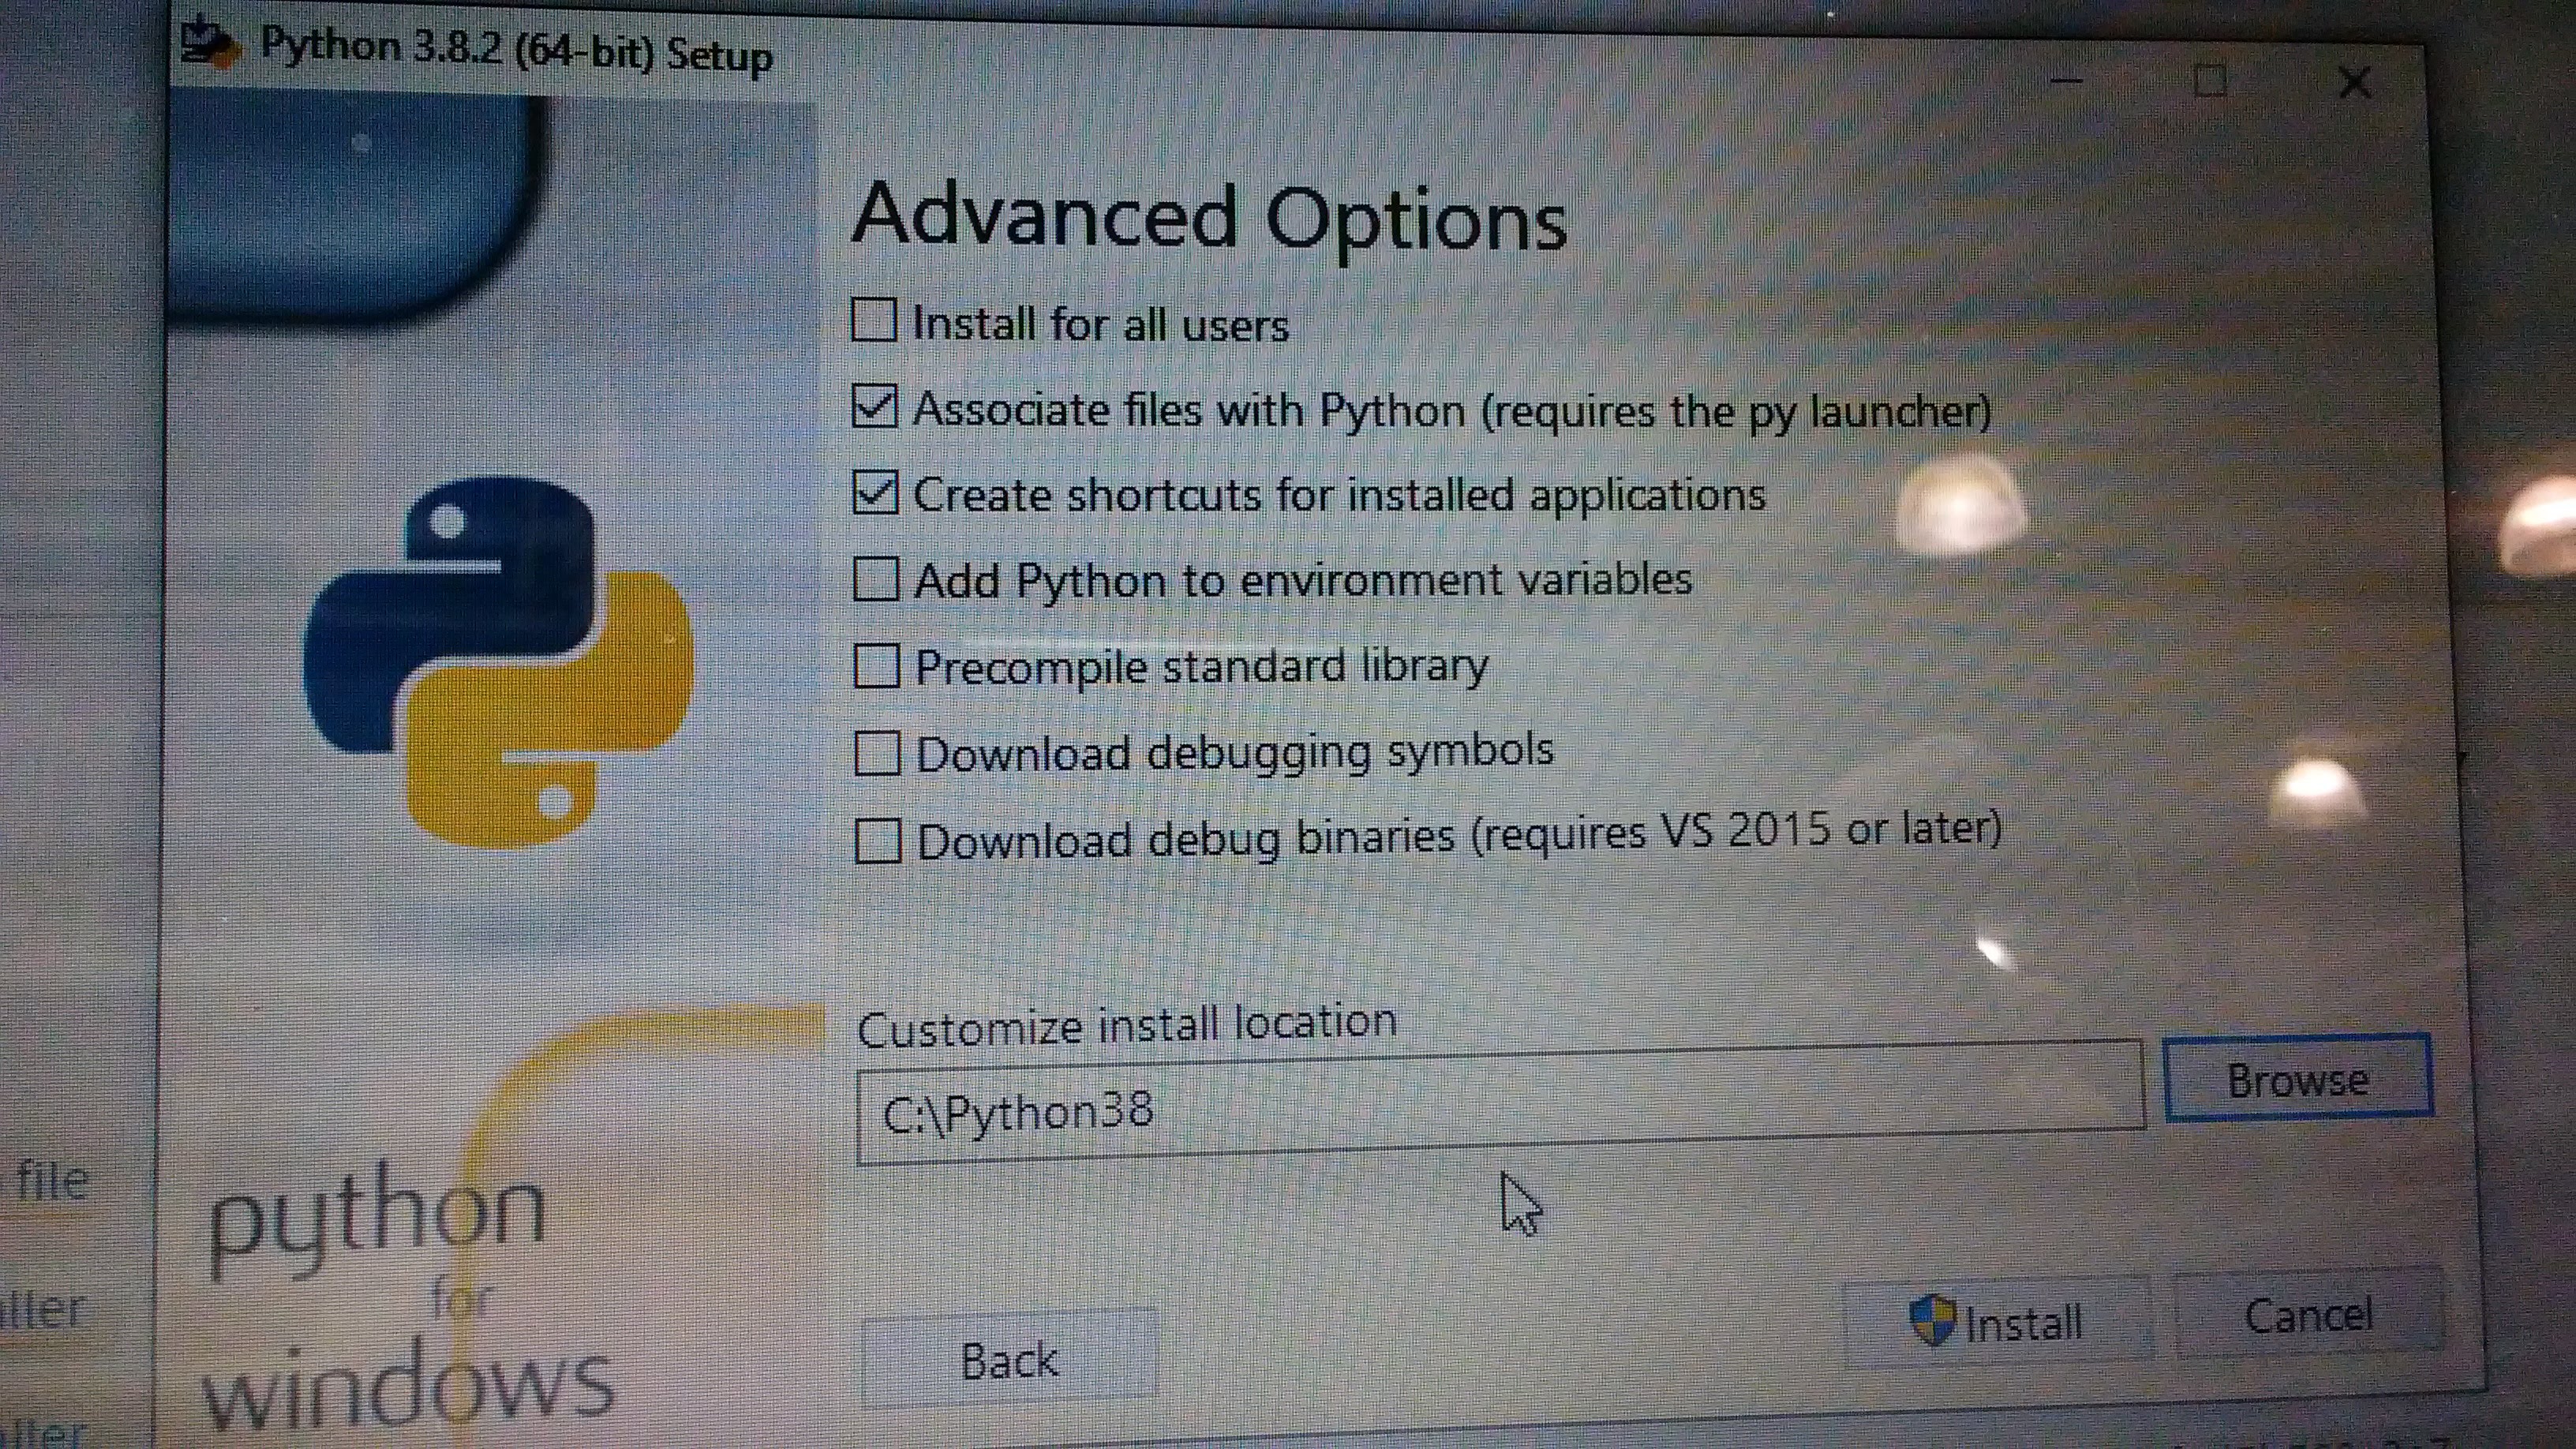 Python 3.8.2 (64-bit) Setup
Advanced Options
Install for all users
Associate files with Python (requires the py launcher)
Create shortcuts for installed applications
Add Python to environment variables
Precompile standard library
Download debugging symbols
Download debug binaries (requires VS 2015 or later)
Customize install location
C:\Python38
Browse
file
python
for
windows
Back
Install
Cancel